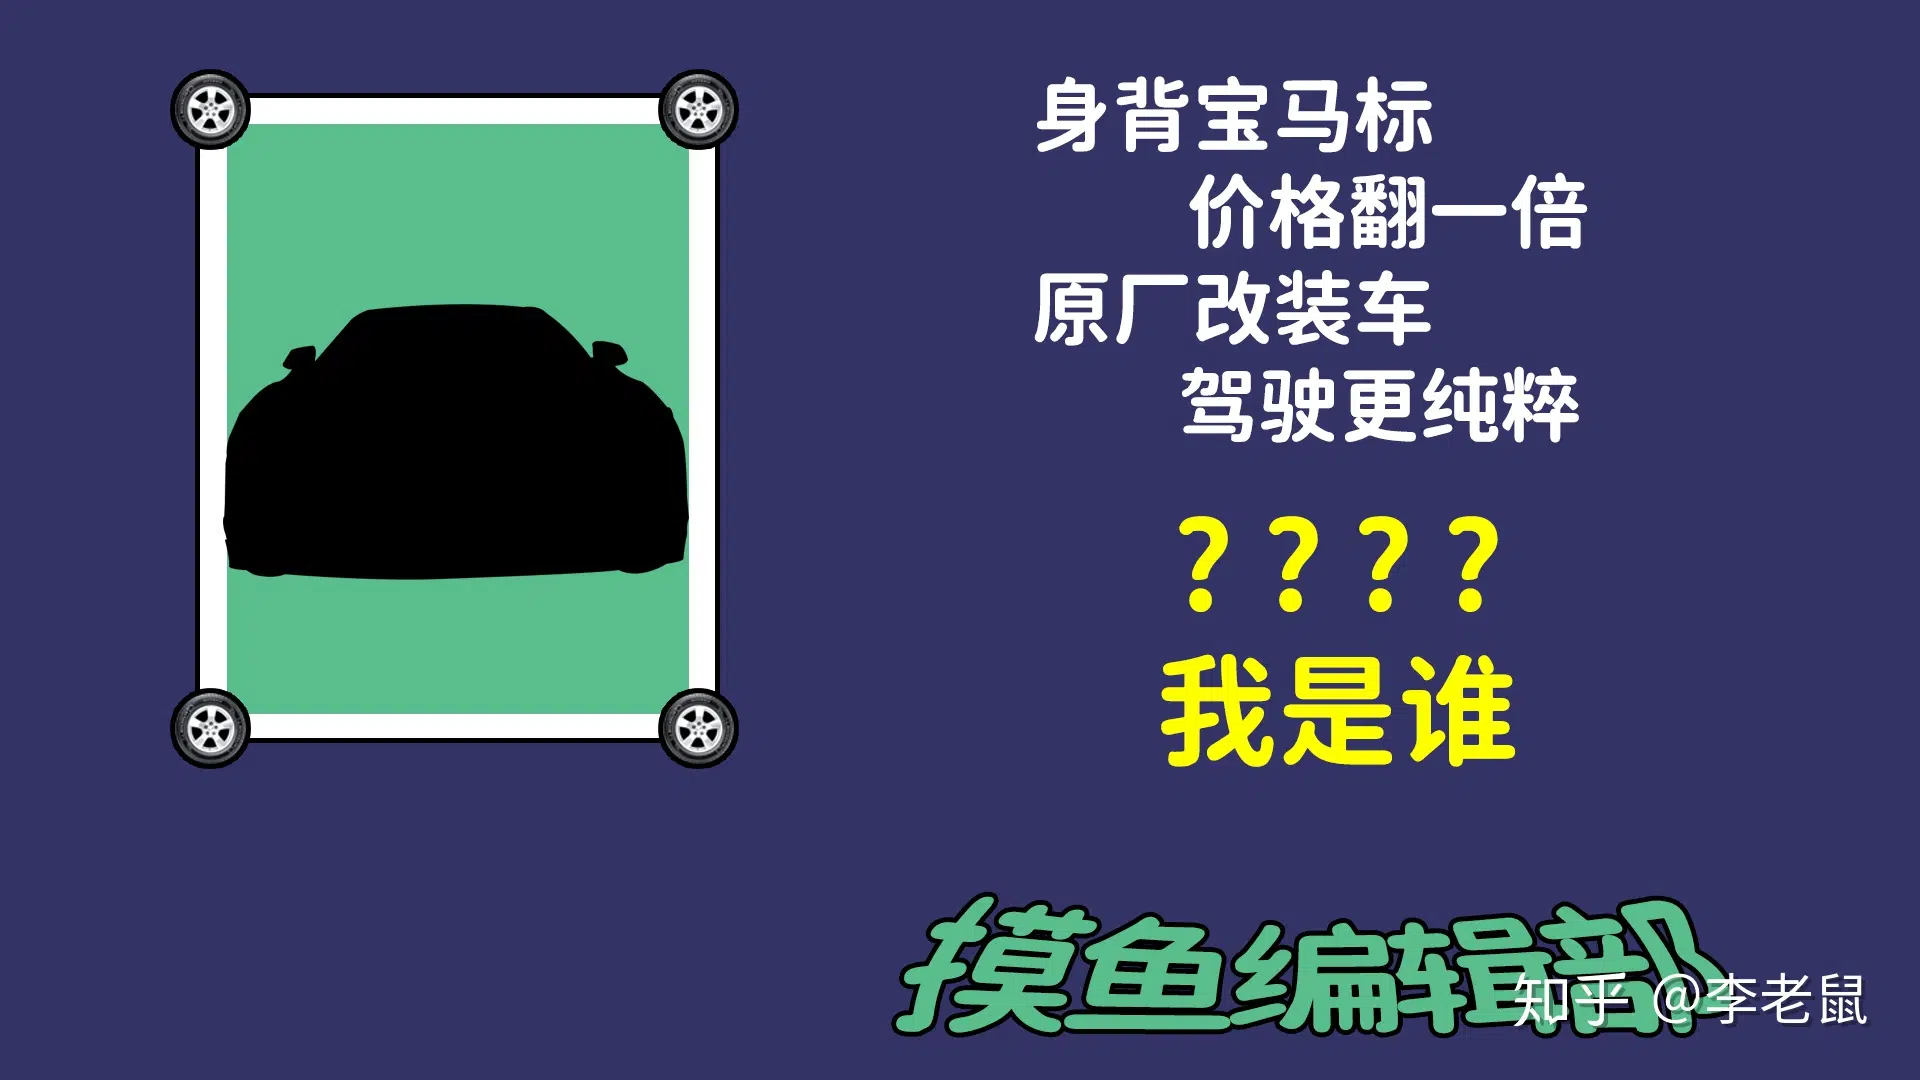 身背宝马标
价格翻一倍
原厂改装车
驾驶更纯粹
？？？？
我是谁
摸鱼编辑部
知乎 @李老鼠